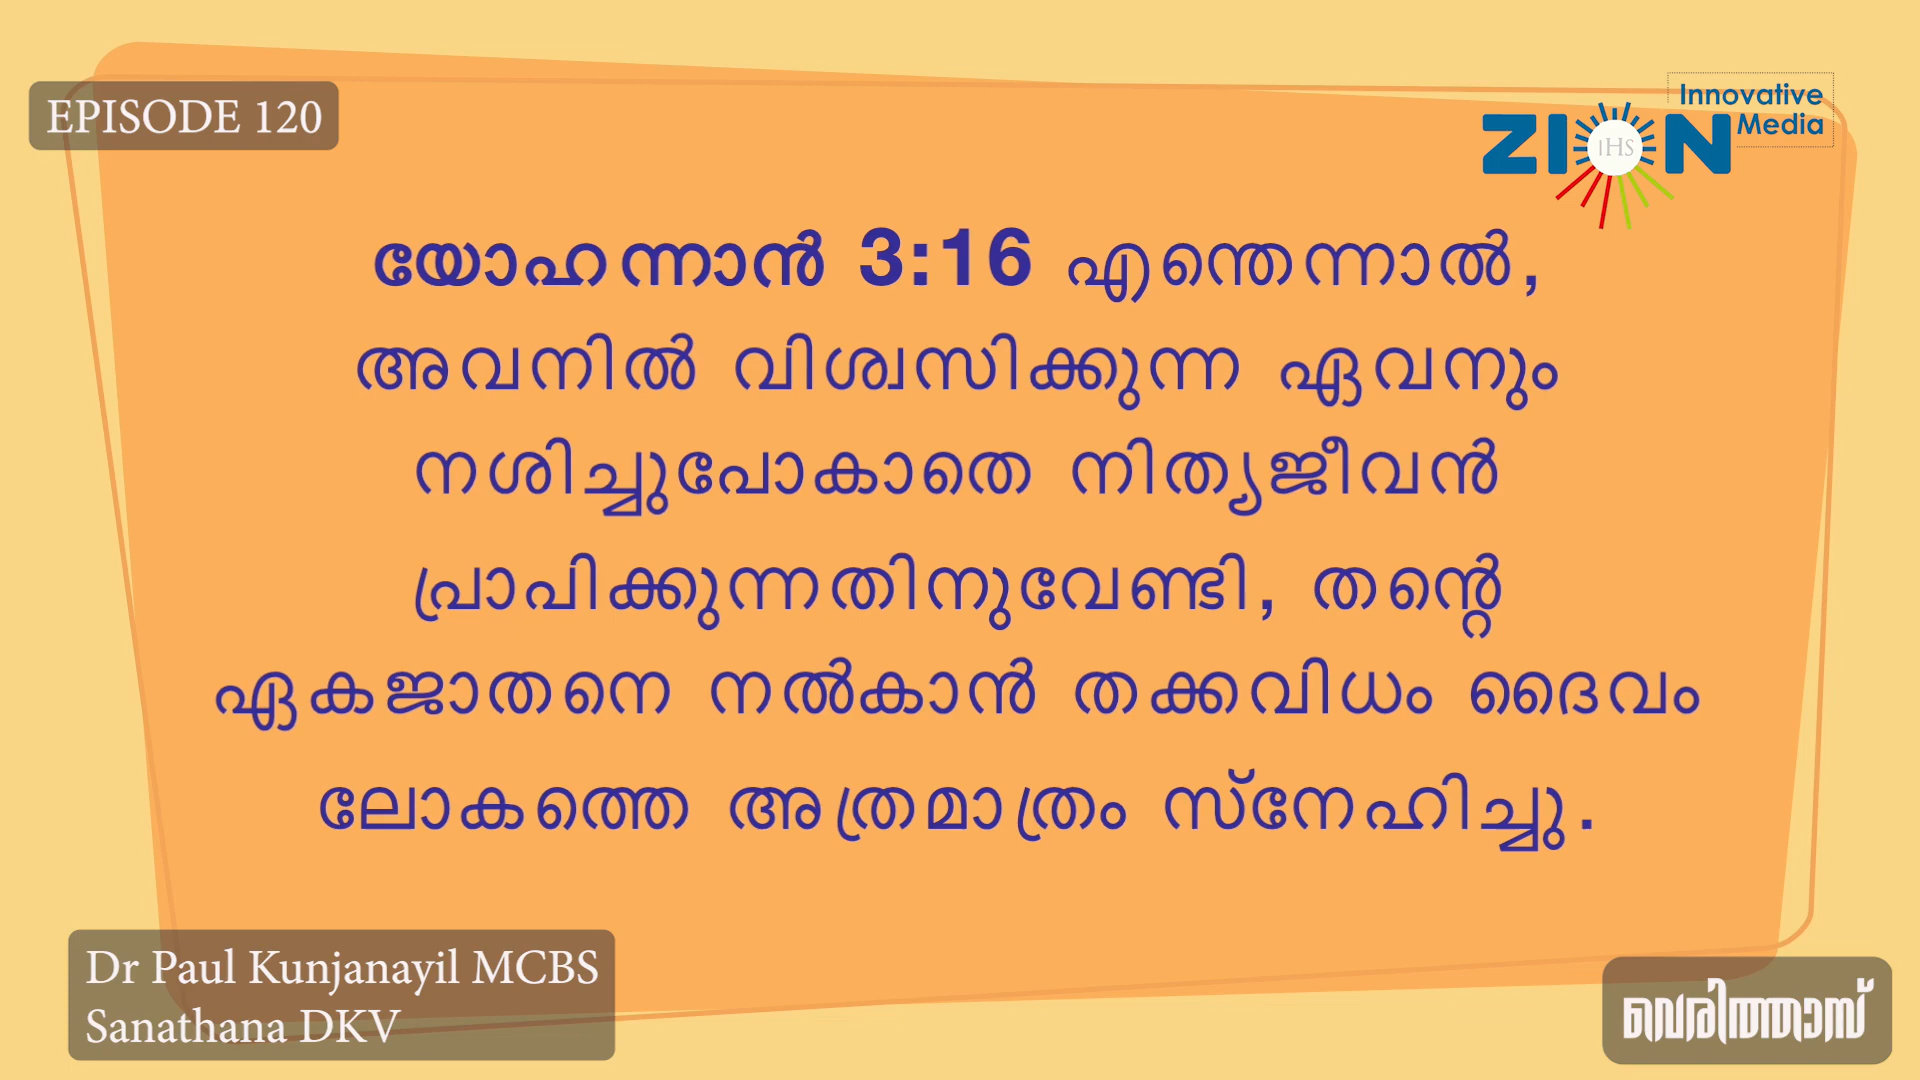 EPISODE 120
Innovative
ZION Media
IHS
യോഹന്നാൻ 3:16 എന്തെന്നാൽ,
അവനിൽ വിശ്വസിക്കുന്ന ഏവനും
നശിച്ചുപോകാതെ നിത്യജീവൻ
പ്രാപിക്കുന്നതിനുവേണ്ടി, തന്റെ
ഏകജാതനെ നൽകാൻ തക്കവിധം ദൈവം
ലോകത്തെ അത്രമാത്രം സ്നേഹിച്ചു.
Dr Paul Kunjanayil MCBS
Sanathana DKV
വെരിത്താസ്